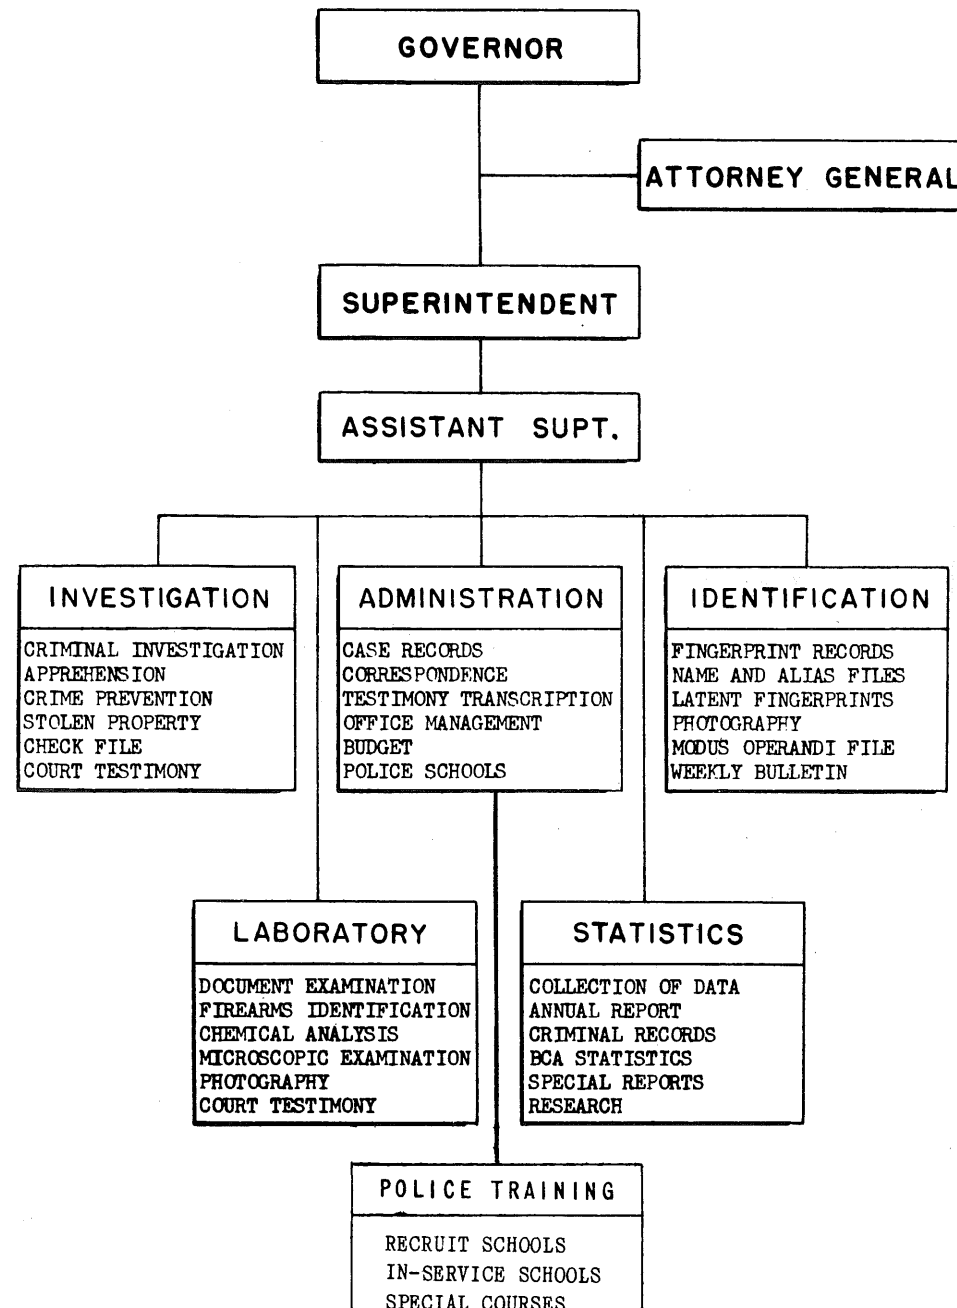 GOVERNOR
ATTORNEY GENERAL
SUPERINTENDENT
ASSISTANT SUPT.
INVESTIGATION
CRIMINAL INVESTIGATION
APPREHENSION
CRIME PREVENTION
STOLEN PROPERTY
CHECK FILE
COURT TESTIMONY
ADMINISTRATION
CASE RECORDS
CORRESPONDENCE
TESTIMONY TRANSCRIPTION
OFFICE MANAGEMENT
BUDGET
POLICE SCHOOLS
IDENTIFICATION
FINGERPRINT RECORDS
NAME AND ALIAS FILES
LATENT FINGERPRINTS
PHOTOGRAPHY
MODUS OPERANDI FILE
WEEKLY BULLETIN
LABORATORY
DOCUMENT EXAMINATION
FIREARMS IDENTIFICATION
CHEMICAL ANALYSIS
MICROSCOPIC EXAMINATION
PHOTOGRAPHY
COURT TESTIMONY
STATISTICS
COLLECTION OF DATA
ANNUAL REPORT
CRIMINAL RECORDS
BCA STATISTICS
SPECIAL REPORTS
RESEARCH
POLICE TRAINING
RECRUIT SCHOOLS
IN-SERVICE SCHOOLS
SPECIAL COURSES